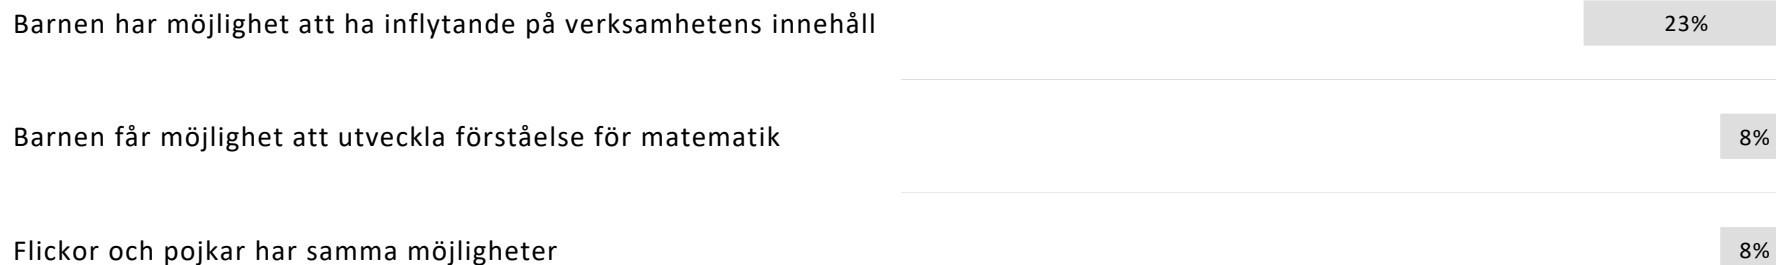 Barnen har möjlighet att ha inflytande på verksamhetens innehåll 23%
Barnen får möjlighet att utveckla förståelse för matematik 8%
Flickor och pojkar har samma möjligheter 8%